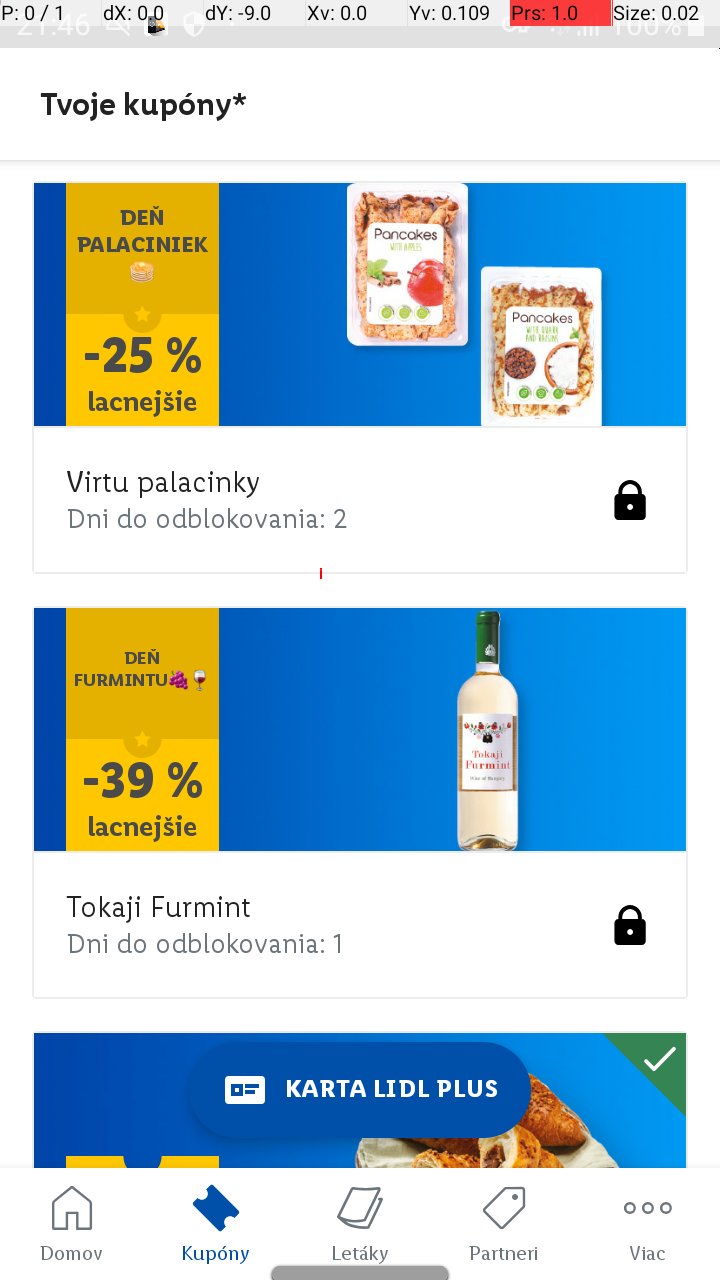 P: 0 / 1 dX: 0.0 dY: -9.0 Xv: 0.0 Yv: 0.109 Prs: 1.0 Size: 0.02
21:46 100%
Tvoje kupóny*
DEŇ
PALACINIEK
-25 %
lacnejšie
Pancakes
WITH APPLES
Pancakes
WITH QUARK
AND RAISINS
Virtu palacinky
Dni do odblokovania: 2
DEŇ
FURMINTU
-39 %
lacnejšie
Tokaji
Furmint
Tokaji Furmint
Dni do odblokovania: 1
KARTA LIDL PLUS
Domov
Kupóny
Letáky
Partneri
Viac